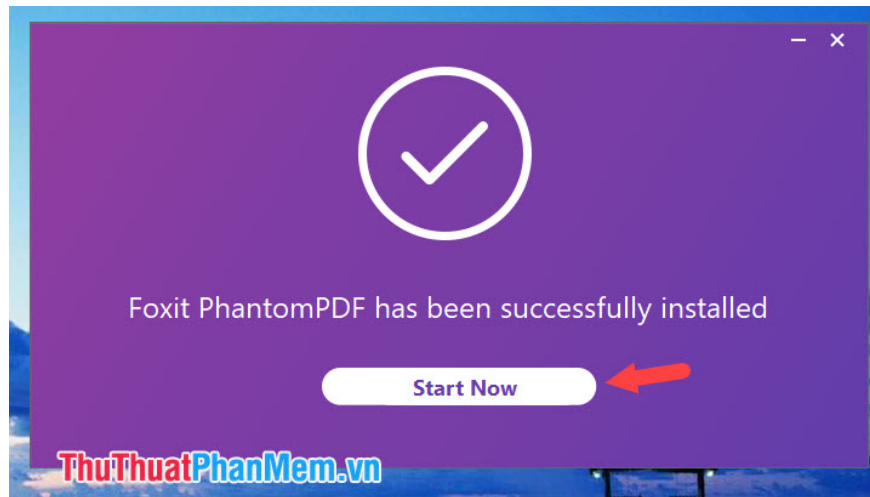 Foxit PhantomPDF has been successfully installed
Start Now
ThuThuatPhanMem.vn